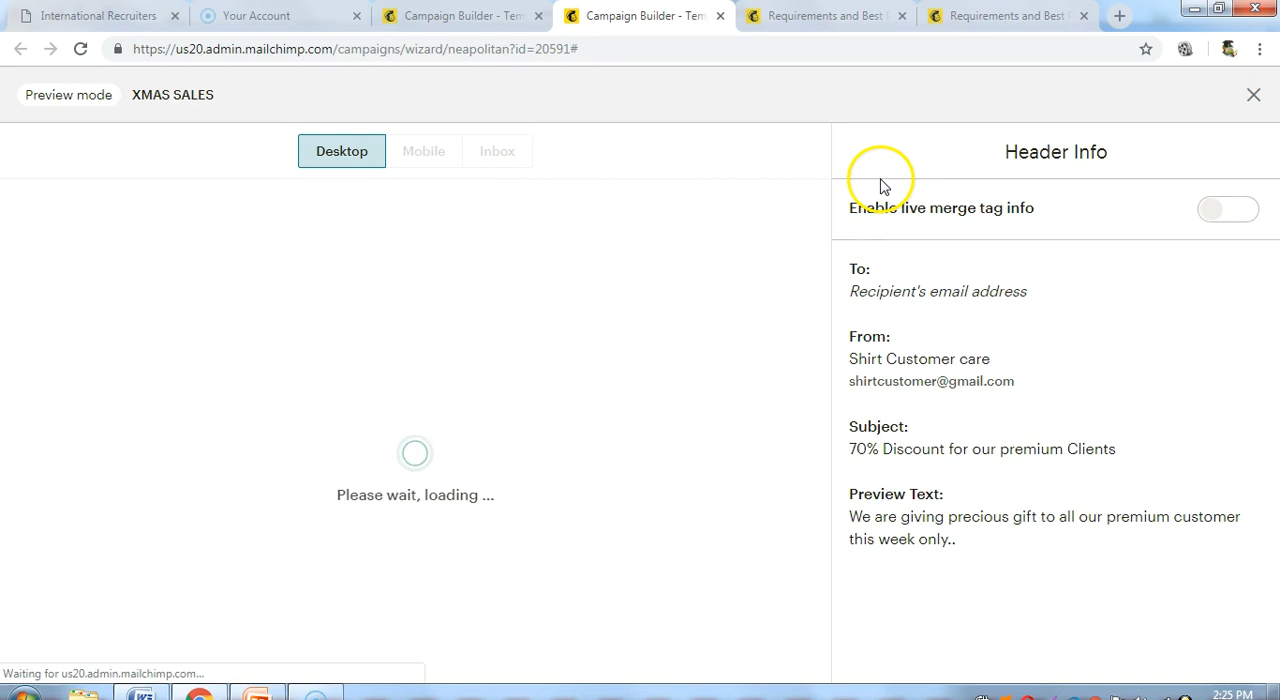 International Recruiters
Your Account
Campaign Builder - Tem
Campaign Builder - Tem
Requirements and Best P
Requirements and Best P
https://us20.admin.mailchimp.com/campaigns/wizard/neapolitan?id=20591#
Preview mode XMAS SALES
Desktop Mobile Inbox
Header Info
Enable live merge tag info
To:
Recipient's email address
From:
Shirt Customer care
shirtcustomer@gmail.com
Subject:
70% Discount for our premium Clients
Please wait, loading ...
Preview Text:
We are giving precious gift to all our premium customer
this week only..
Waiting for us20.admin.mailchimp.com...
2:25 PM